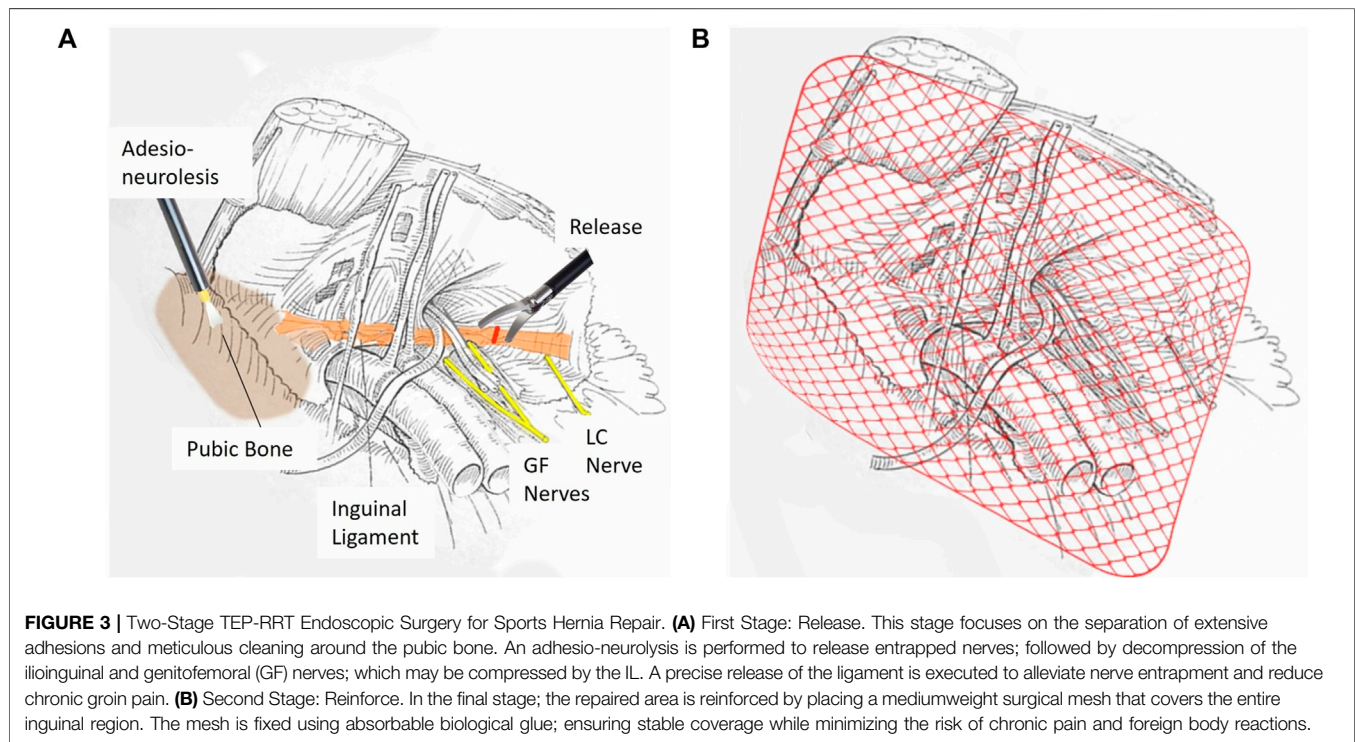 A
B
Adesio-
neurolesis
Release
Pubic Bone
LC
Nerve
GF
Nerves
Inguinal
Ligament
FIGURE 3 | Two-Stage TEP-RRT Endoscopic Surgery for Sports Hernia Repair. (A) First Stage: Release. This stage focuses on the separation of extensive
adhesions and meticulous cleaning around the pubic bone. An adhesio-neurolysis is performed to release entrapped nerves; followed by decompression of the
ilioinguinal and genitofemoral (GF) nerves; which may be compressed by the IL. A precise release of the ligament is executed to alleviate nerve entrapment and reduce
chronic groin pain. (B) Second Stage: Reinforce. In the final stage; the repaired area is reinforced by placing a mediumweight surgical mesh that covers the entire
inguinal region. The mesh is fixed using absorbable biological glue; ensuring stable coverage while minimizing the risk of chronic pain and foreign body reactions.